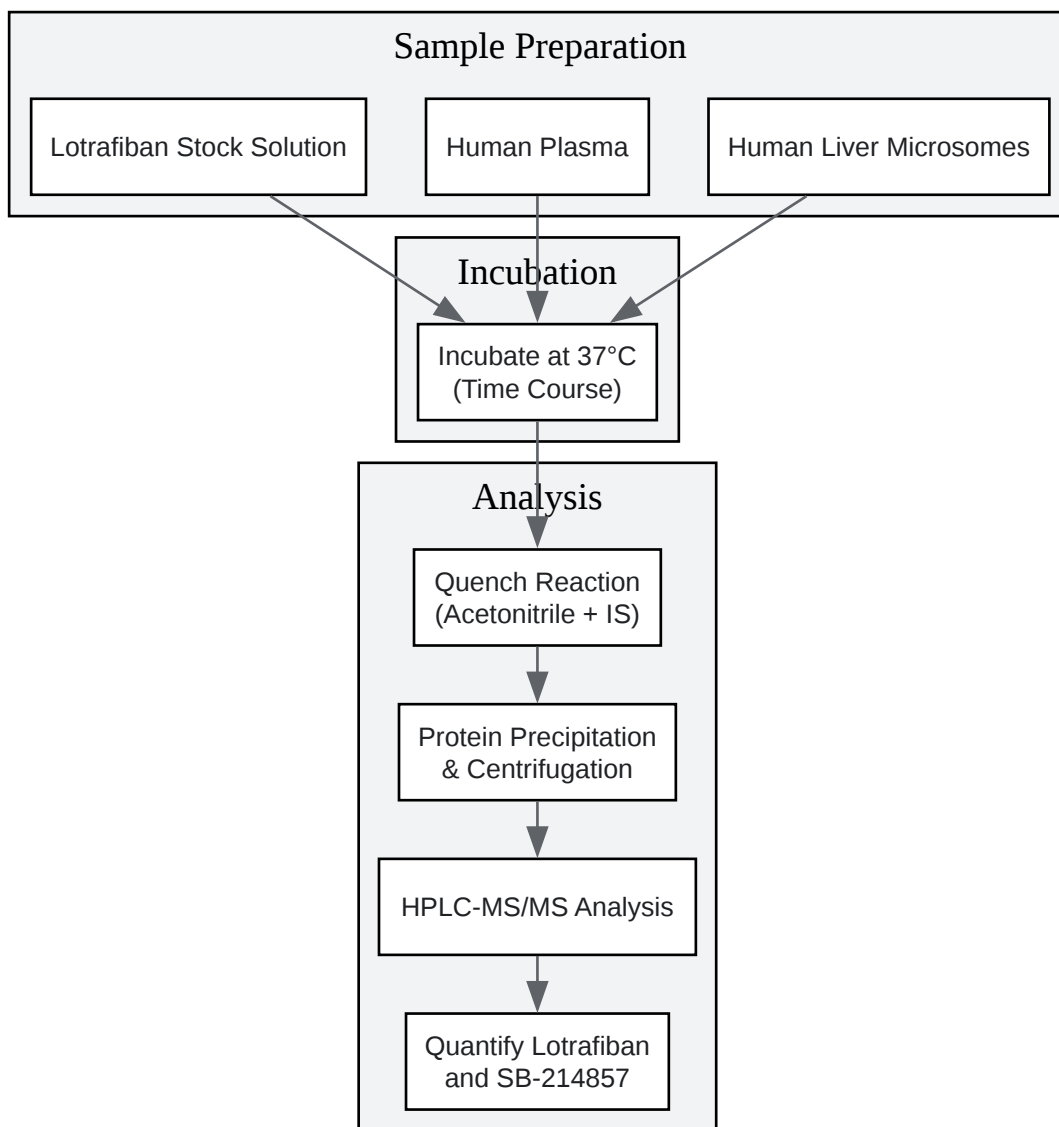 Sample Preparation
Lotrafiban Stock Solution
Human Plasma
Human Liver Microsomes
Incubation
Incubate at 37°C
(Time Course)
Analysis
Quench Reaction
(Acetonitrile + IS)
Protein Precipitation
& Centrifugation
HPLC-MS/MS Analysis
Quantify Lotrafiban
and SB-214857